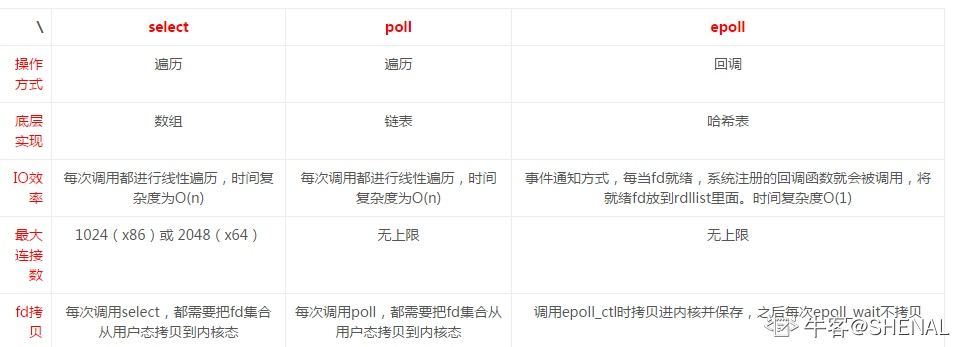 \ select poll epoll
操作
方式
遍历 遍历 回调
底层
实现
数组 链表 哈希表
IO效
率
每次调用都进行线性遍历，时间复
杂度为O(n)
每次调用都进行线性遍历，时间
复杂度为O(n)
事件通知方式，每当fd就绪，系统注册的回调函数就会被调用，将
就绪fd放到rdllist里面。时间复杂度O(1)
最大
连接
数
1024（x86）或 2048（x64） 无上限 无上限
fd拷
贝
每次调用select，都需要把fd集合
从用户态拷贝到内核态
每次调用poll，都需要把fd集合从
用户态拷贝到内核态
调用epoll_ctl时拷贝进内核并保存，之后每次epoll_wait不拷贝
牛客@SHENAL